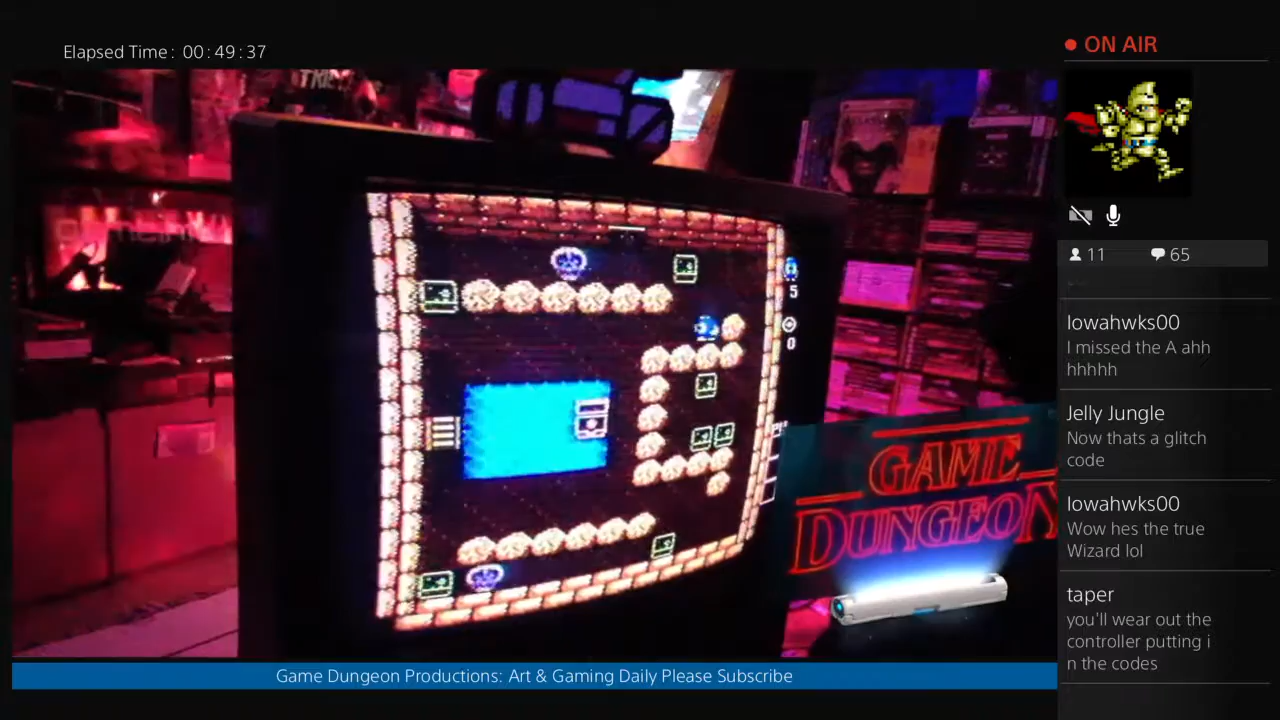 Elapsed Time: 00:49:37
ON AIR
11
65
Iowahwks00
I missed the A ahh
hhhhh
Jelly Jungle
Now thats a glitch
code
Iowahwks00
Wow hes the true
Wizard lol
taper
you'll wear out the
controller putting i
n the codes
5
0
GAME
DUNGEON
Game Dungeon Productions: Art & Gaming Daily Please Subscribe